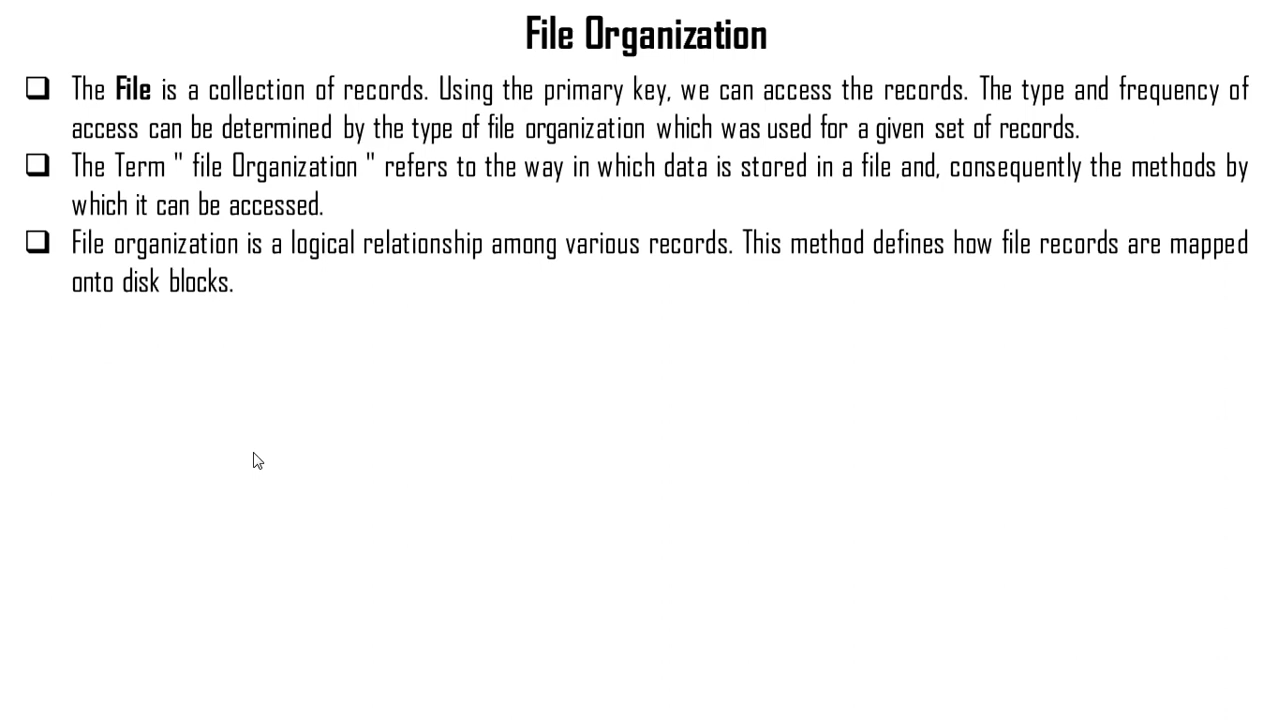 File Organization
The File is a collection of records. Using the primary key, we can access the records. The type and frequency of
access can be determined by the type of file organization which was used for a given set of records.
The Term " file Organization " refers to the way in which data is stored in a file and, consequently the methods by
which it can be accessed.
File organization is a logical relationship among various records. This method defines how file records are mapped
onto disk blocks.